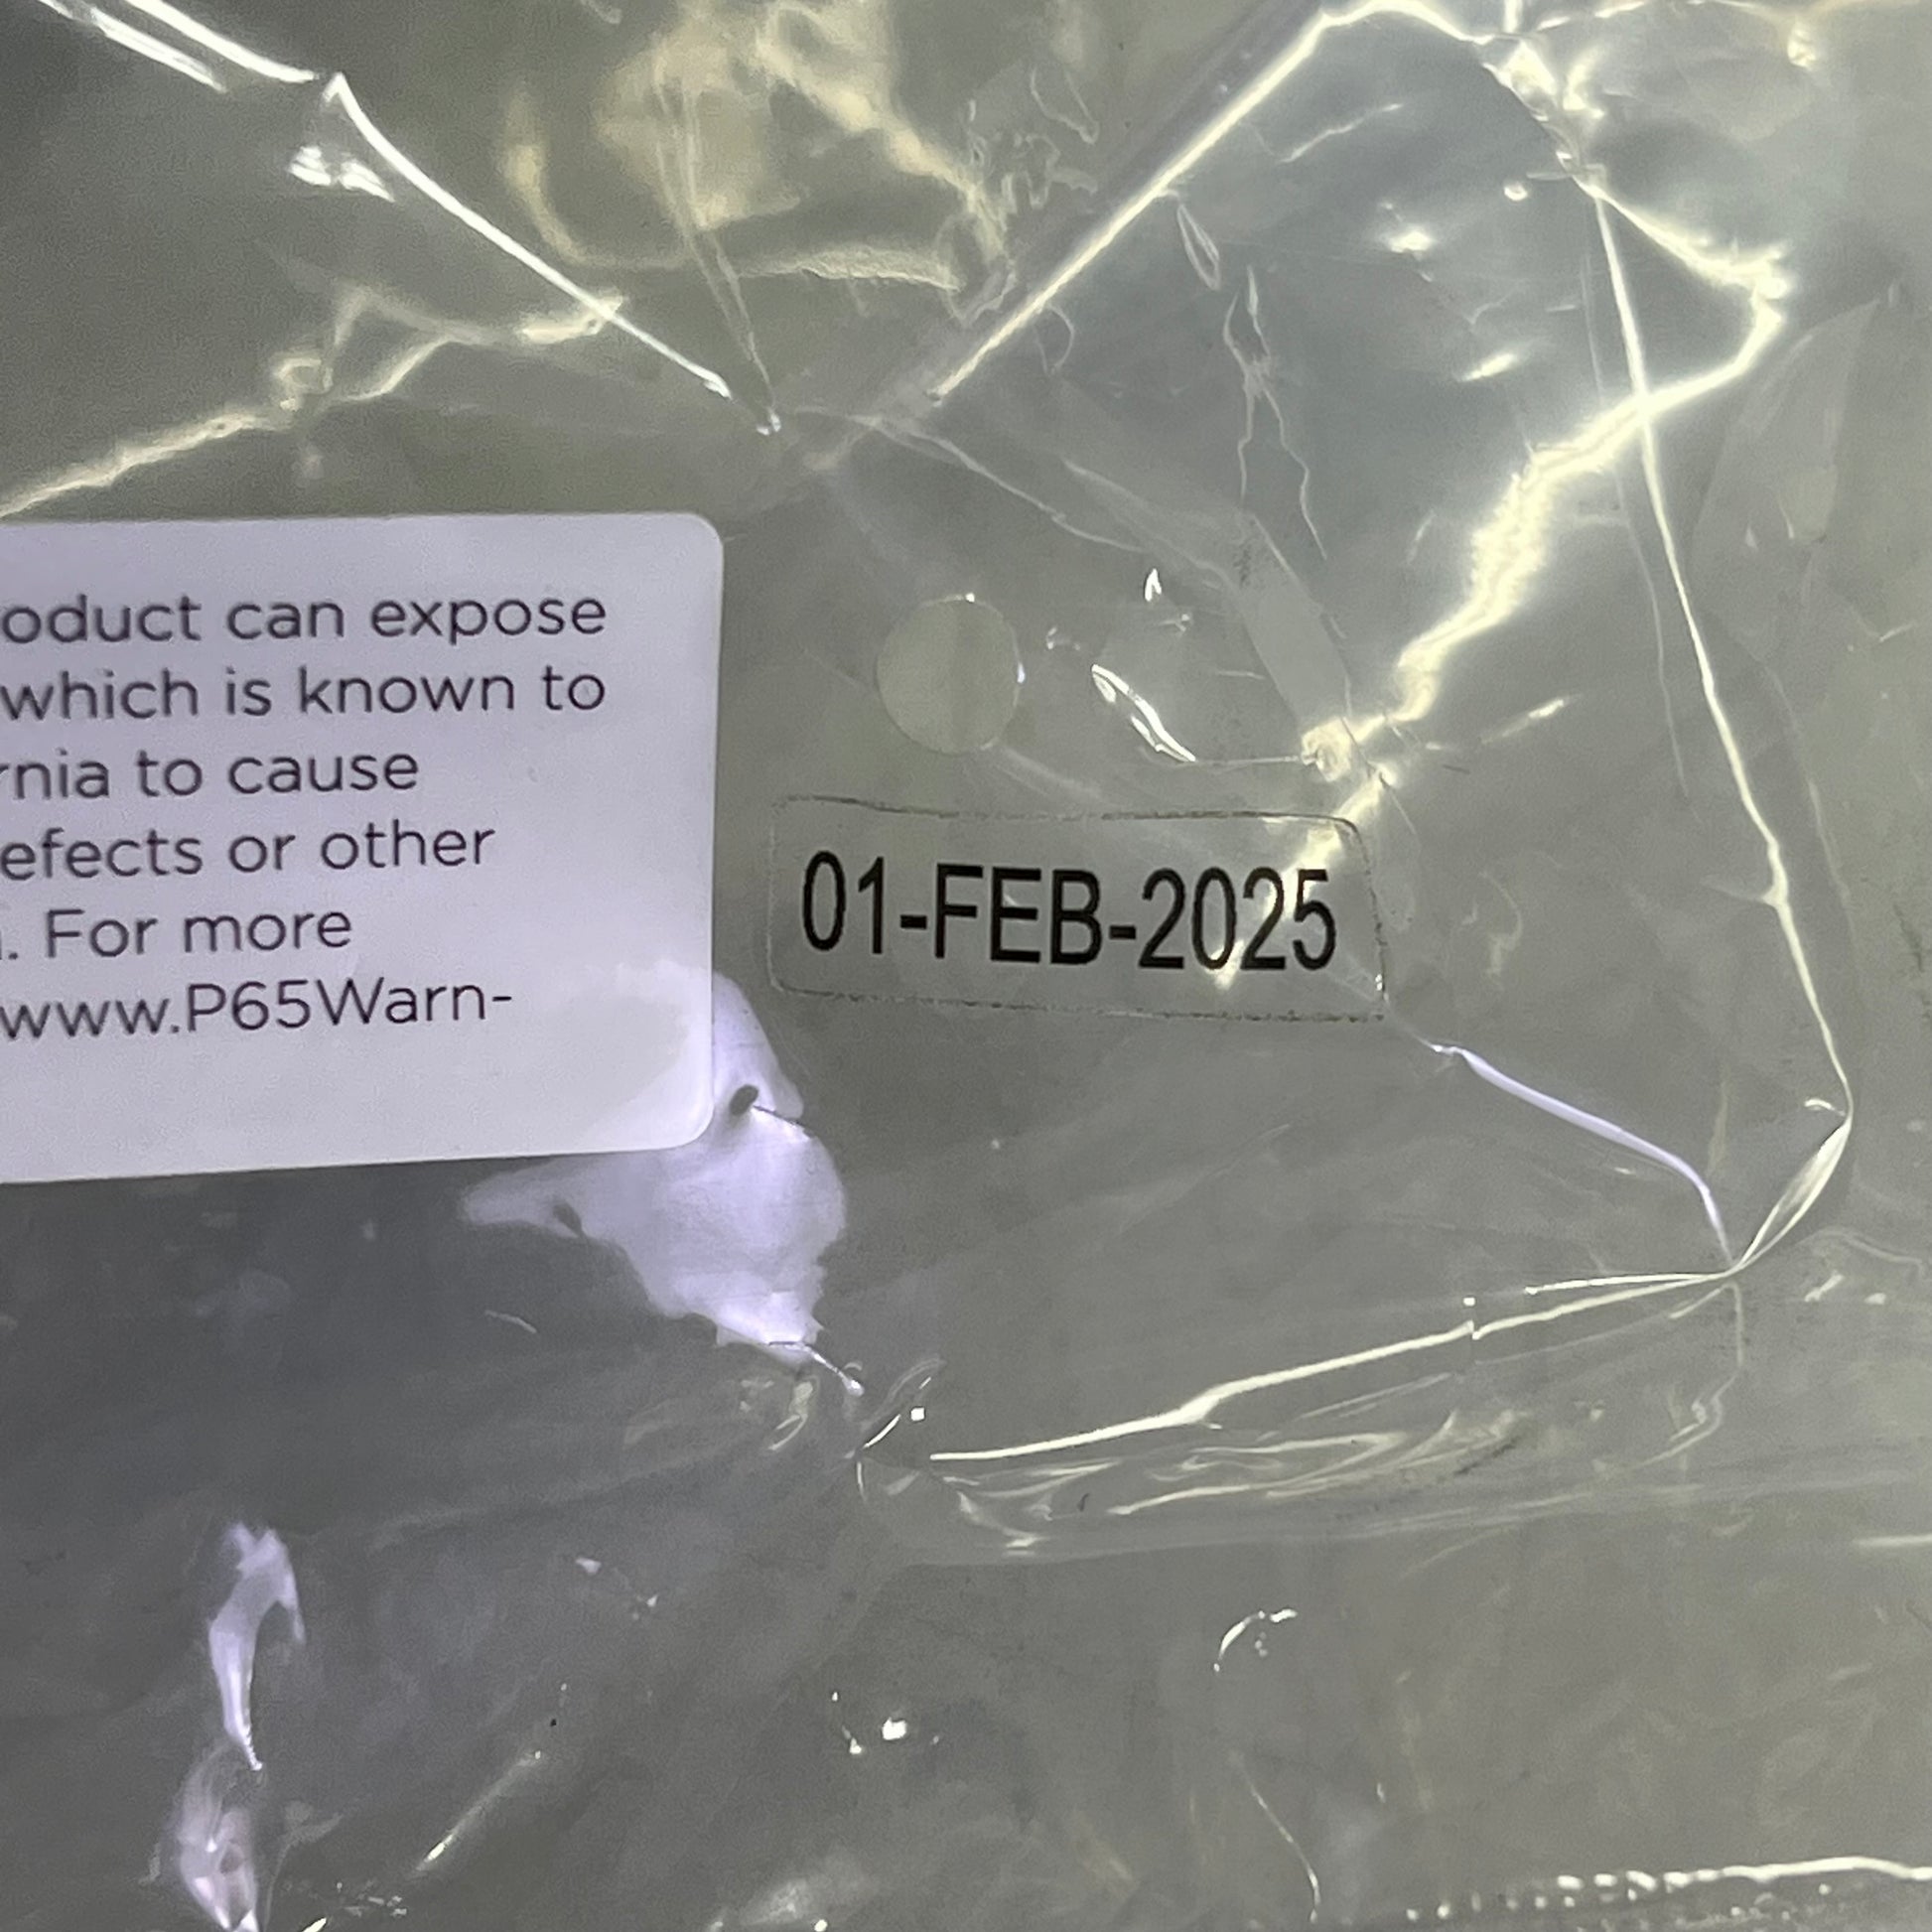 oduct can expose
which is known to
rnia to cause
efects or other
. For more
www.P65Warn-
01-FEB-2025